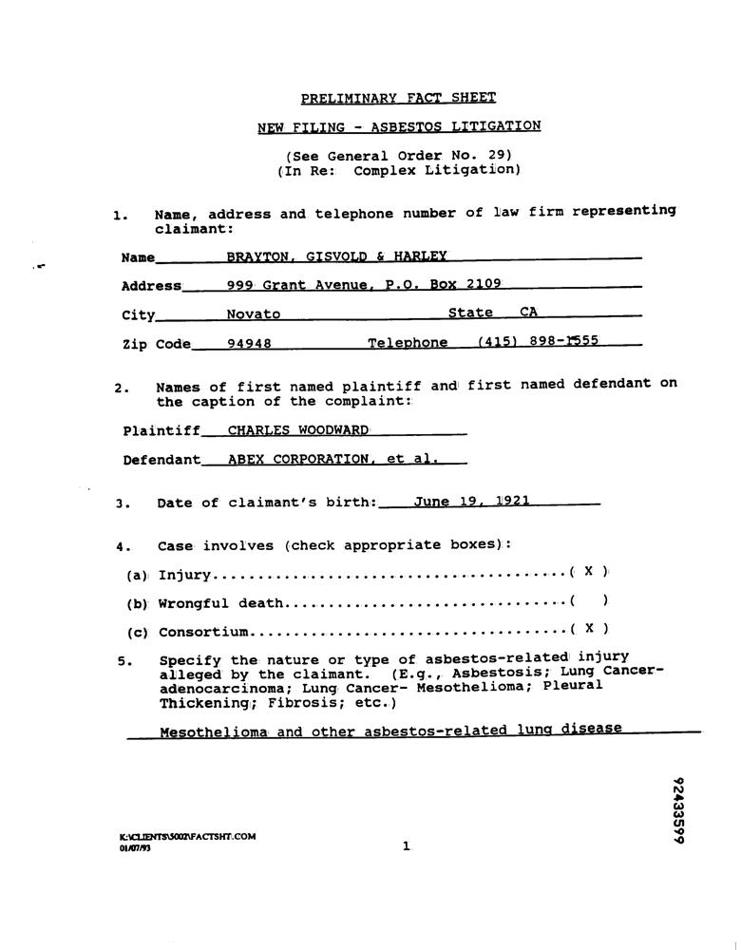 PRELIMINARY FACT SHEET
NEW FILING - ASBESTOS LITIGATION
(See General Order No. 29)
(In Re: Complex Litigation)
1. Name, address and telephone number of law firm representing
claimant:
Name BRAYTON, GISVOLD & HARLEY
Address 999 Grant Avenue, P.O. Box 2109
City Novato State CA
Zip Code 94948 Telephone (415) 898-1555
2. Names of first named plaintiff and first named defendant on
the caption of the complaint:
Plaintiff CHARLES WOODWARD
Defendant ABEX CORPORATION, et al.
3. Date of claimant's birth: June 19, 1921
4. Case involves (check appropriate boxes):
(a) Injury.......................................( X )
(b) Wrongful death...............................( )
(c) Consortium...................................( X )
5. Specify the nature or type of asbestos-related injury
alleged by the claimant. (E.g., Asbestosis; Lung Cancer-
adenocarcinoma; Lung Cancer- Mesothelioma; Pleural
Thickening; Fibrosis; etc.)
Mesothelioma and other asbestos-related lung disease
92433599
K:\CLIENTS\5002\FACTSHT.COM
01/07/93
1